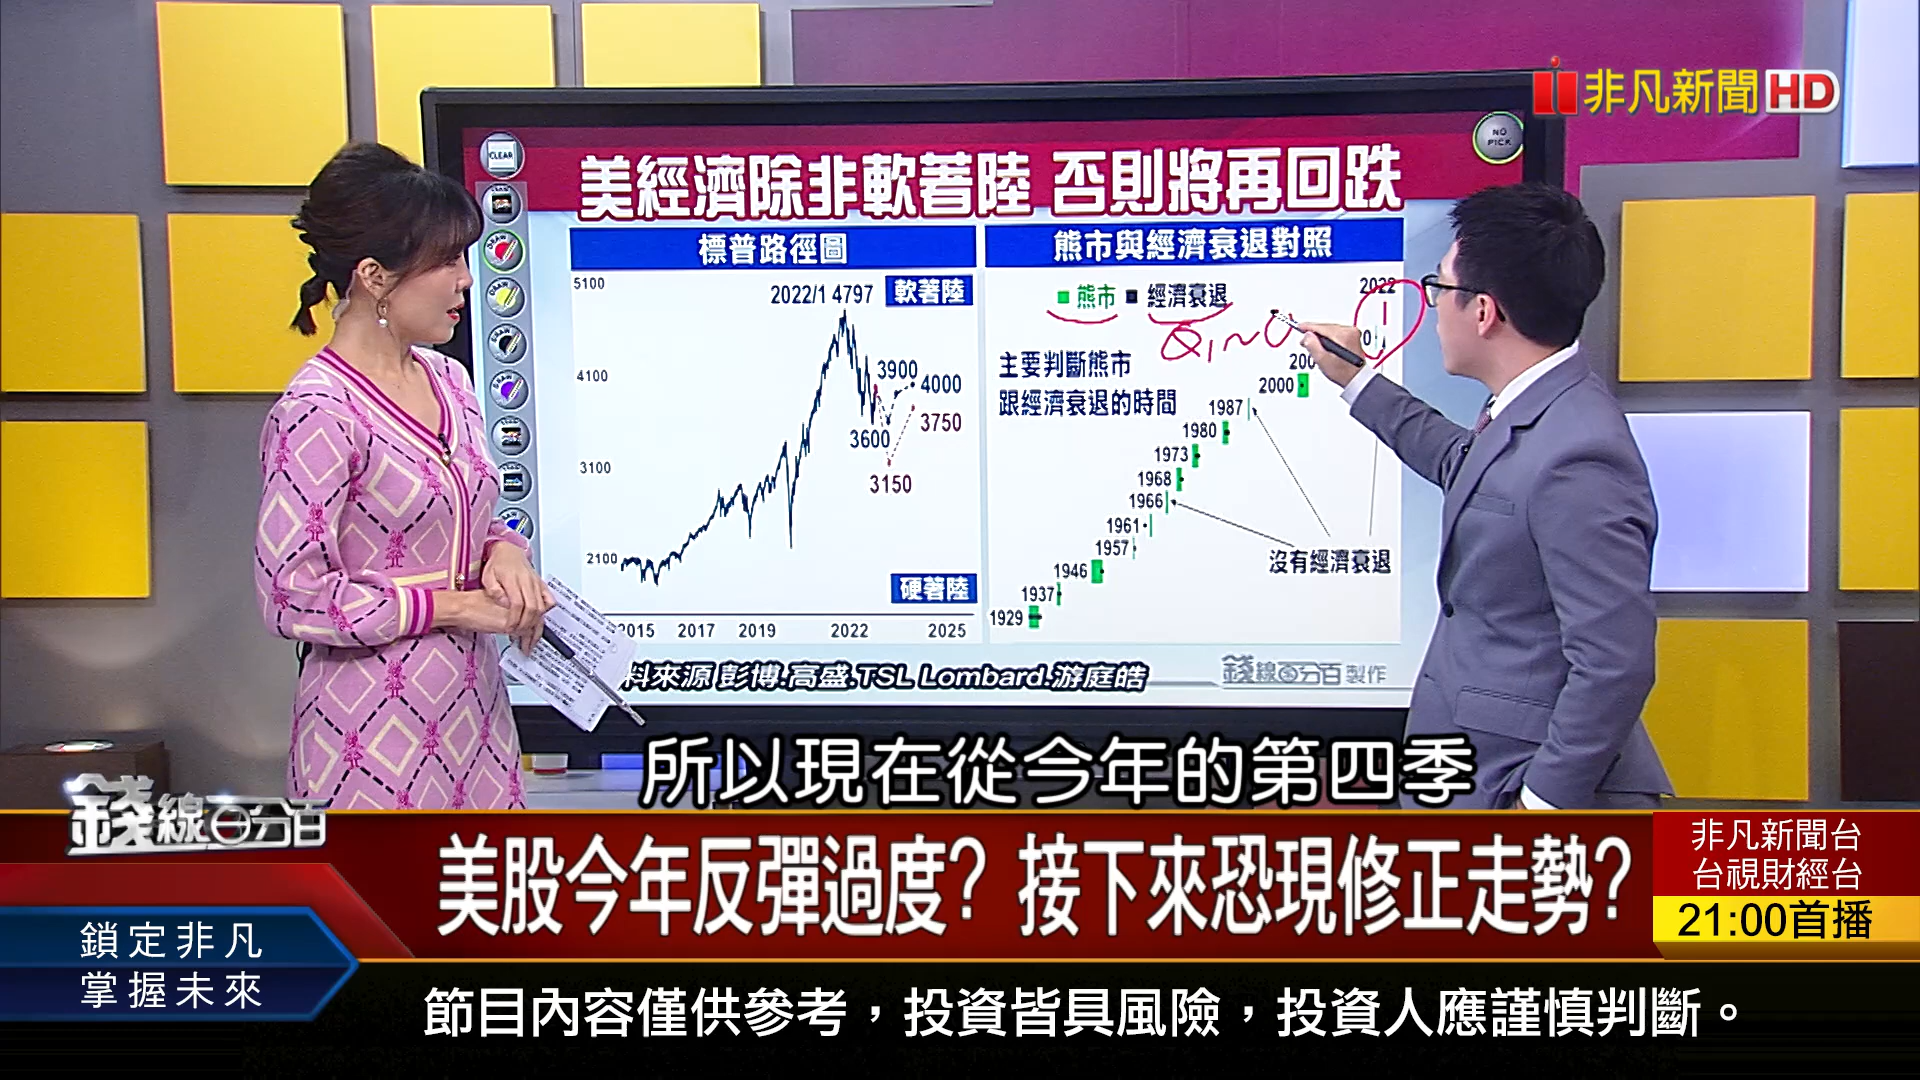 非凡新聞HD
CLEAR
NO
PICK
美經濟除非軟著陸 否則將再回跌
標普路徑圖
5100
4100
3100
2100
2022/1 4797
軟著陸
3900
4000
3600
3750
3150
硬著陸
2015 2017 2019 2022 2025
熊市與經濟衰退對照
熊市 經濟衰退
主要判斷熊市
跟經濟衰退的時間
2022
2000
1987
1980
1973
1968
1966
1961
1957
1946
1937
1929
沒有經濟衰退
料來源 彭博.高盛.TSL Lombard.游庭皓
錢線百分百 製作
所以現在從今年的第四季
錢線百分百
美股今年反彈過度? 接下來恐現修正走勢?
非凡新聞台
台視財經台
21:00首播
鎖定非凡
掌握未來
節目內容僅供參考，投資皆具風險，投資人應謹慎判斷。